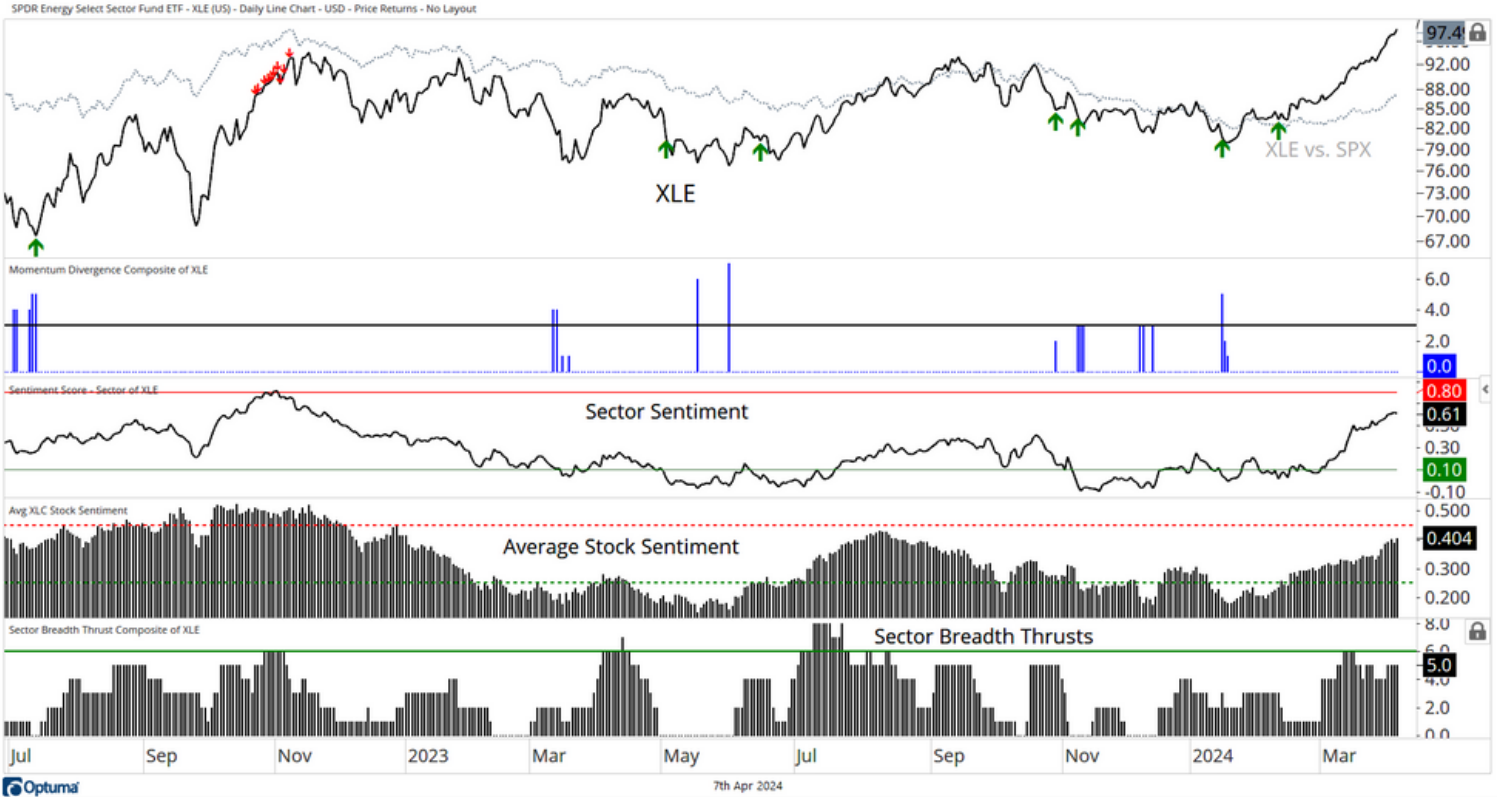 SPDR Energy Select Sector Fund ETF - XLE (US) - Daily Line Chart - USD - Price Returns - No Layout
97.4
92.00
88.00
85.00
82.00
79.00
76.00
73.00
70.00
67.00
XLE vs. SPX
XLE
Momentum Divergence Composite of XLE
6.0
4.0
2.0
0.0
Sentiment Score - Sector of XLE
Sector Sentiment
0.80
0.61
0.30
0.10
-0.10
Avg XLC Stock Sentiment
Average Stock Sentiment
0.500
0.404
0.300
0.200
Sector Breadth Thrust Composite of XLE
Sector Breadth Thrusts
8.0
6.0
5.0
4.0
2.0
0.0
Jul Sep Nov 2023 Mar May Jul Sep Nov 2024 Mar
Optuma
7th Apr 2024